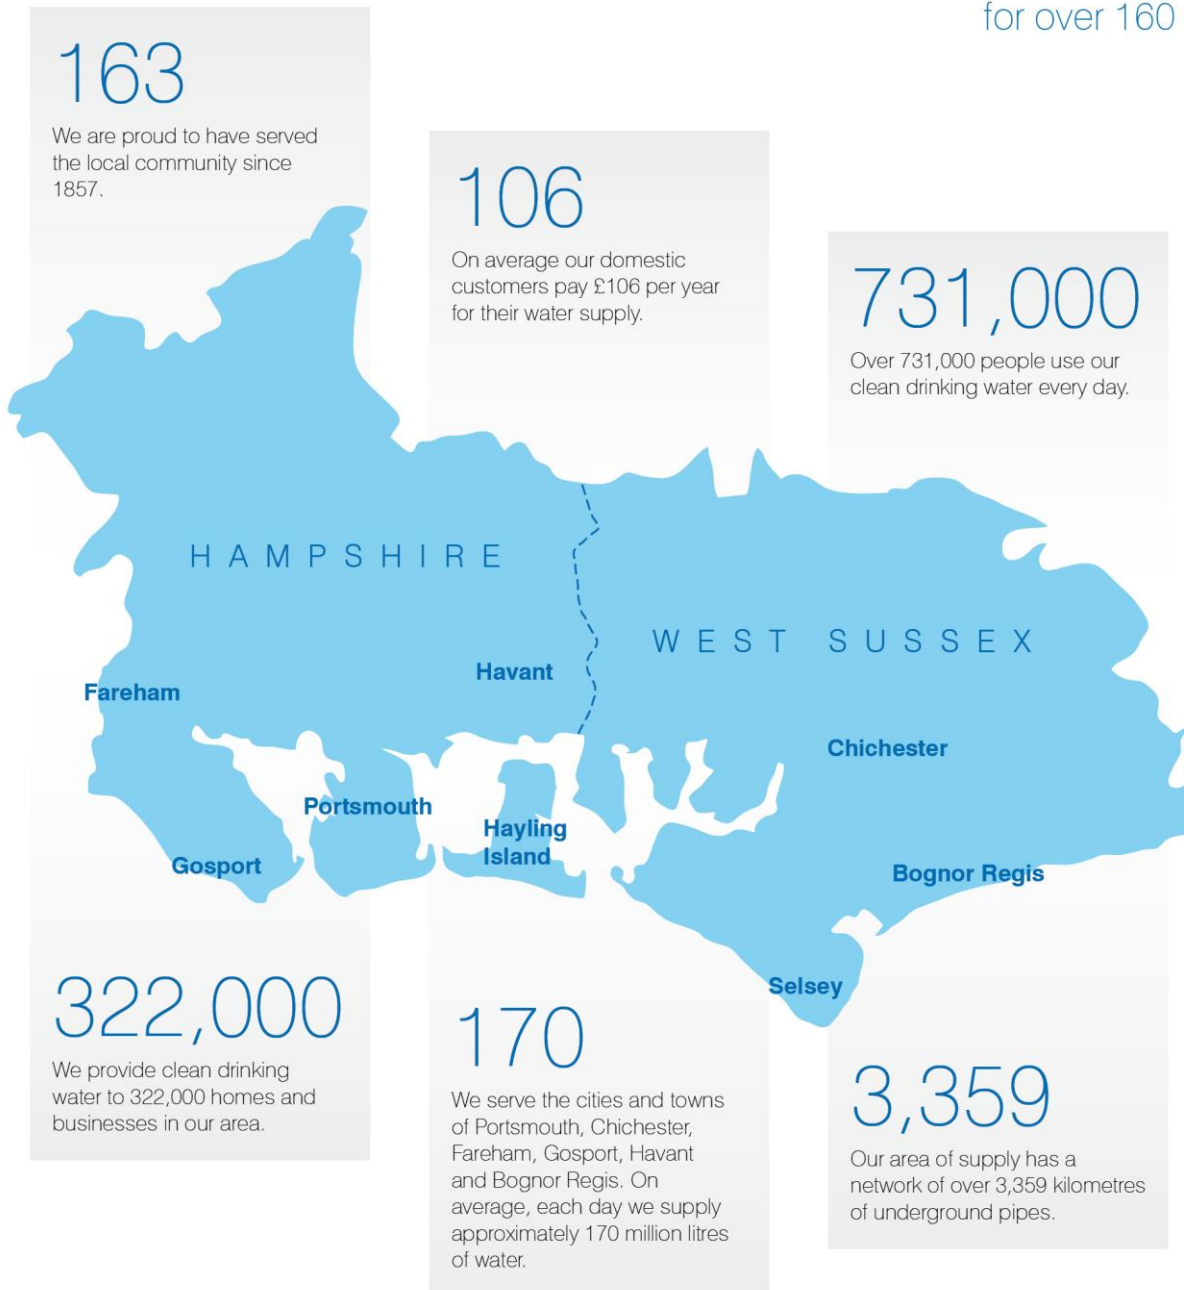 for over 160
163
We are proud to have served
the local community since
1857.
106
On average our domestic
customers pay £106 per year
for their water supply.
731,000
Over 731,000 people use our
clean drinking water every day.
HAMPSHIRE
WEST SUSSEX
Havant
Fareham
Chichester
Portsmouth
Hayling
Island
Gosport
Bognor Regis
Selsey
322,000
We provide clean drinking
water to 322,000 homes and
businesses in our area.
170
We serve the cities and towns
of Portsmouth, Chichester,
Fareham, Gosport, Havant
and Bognor Regis. On
average, each day we supply
approximately 170 million litres
of water.
3,359
Our area of supply has a
network of over 3,359 kilometres
of underground pipes.